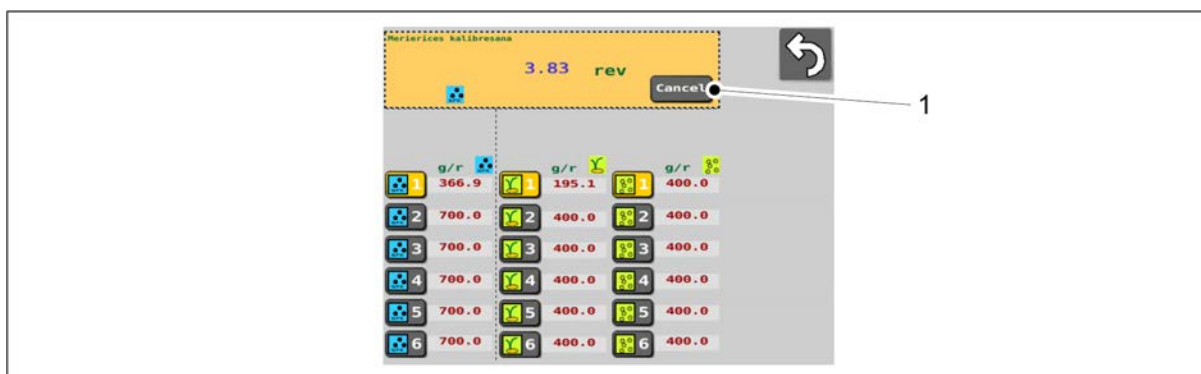 Merierices kalibresana
3.83 rev
Cancel
1
g/r g/r g/r
1 366.9 1 195.1 1 400.0
2 700.0 2 400.0 2 400.0
3 700.0 3 400.0 3 400.0
4 700.0 4 400.0 4 400.0
5 700.0 5 400.0 5 400.0
6 700.0 6 400.0 6 400.0